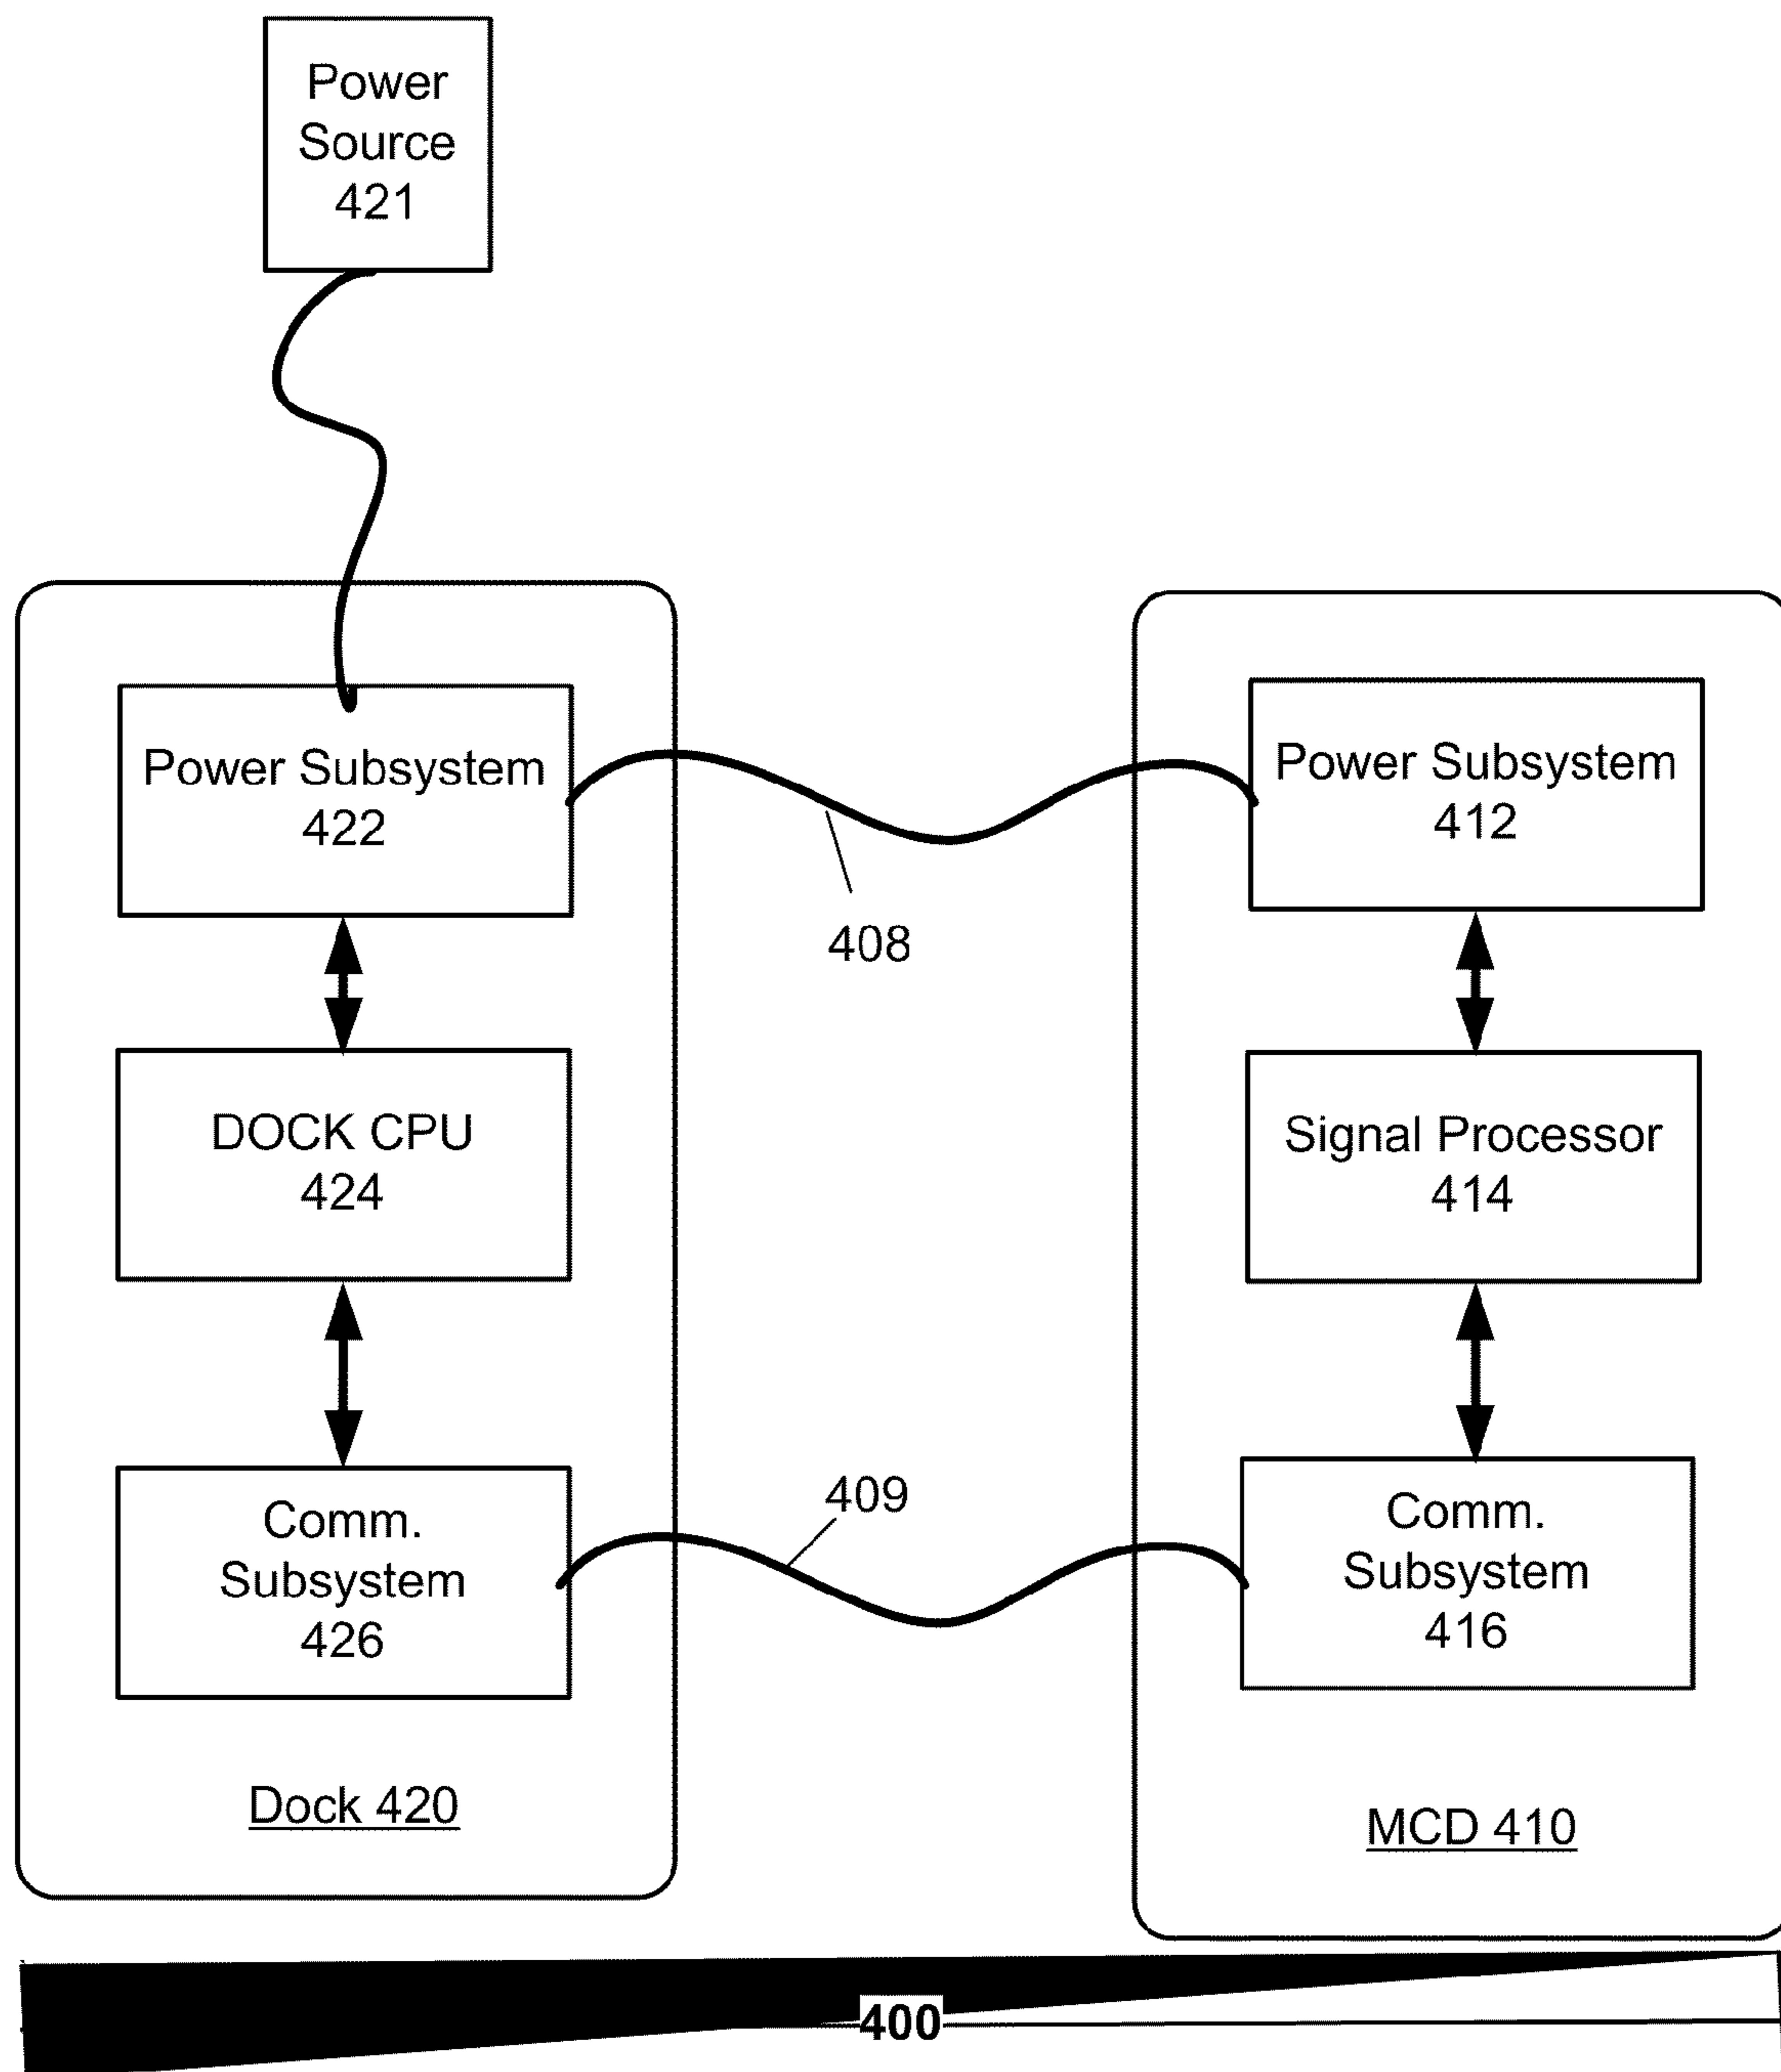 Power
Source
421
Power Subsystem
422
Power Subsystem
412
408
DOCK CPU
424
Signal Processor
414
409
Comm.
Subsystem
426
Comm.
Subsystem
416
Dock 420
MCD 410
400